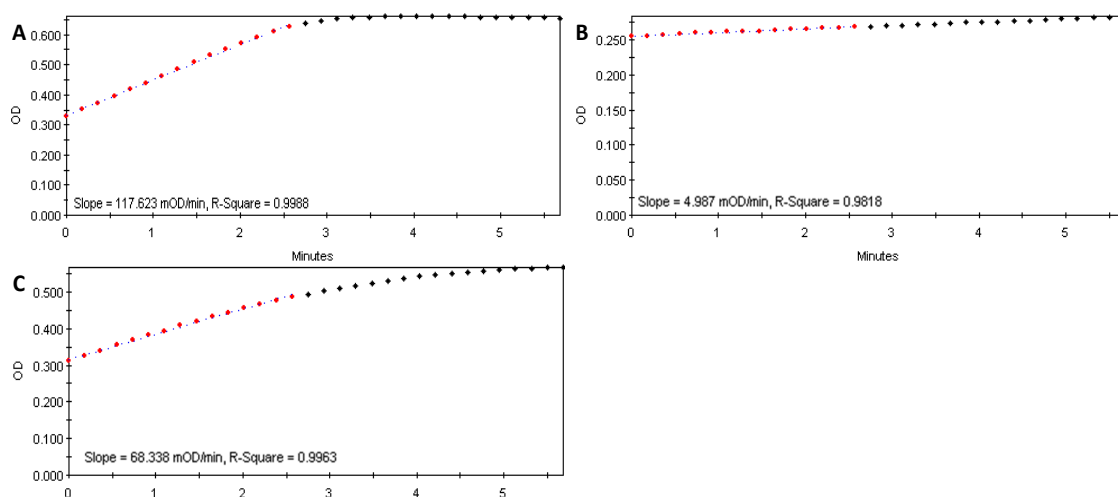 A
0.600
0.500
0.400
OD
0.300
0.200
0.100
0.000
Slope = 117.623 mOD/min, R-Square = 0.9988
0 1 2 3 4 5
Minutes
B
0.250
0.200
0.150
OD
0.100
0.050
0.000
Slope = 4.987 mOD/min, R-Square = 0.9818
0 1 2 3 4 5
Minutes
C
0.500
0.400
0.300
OD
0.200
0.100
0.000
Slope = 68.338 mOD/min, R-Square = 0.9963
0 1 2 3 4 5